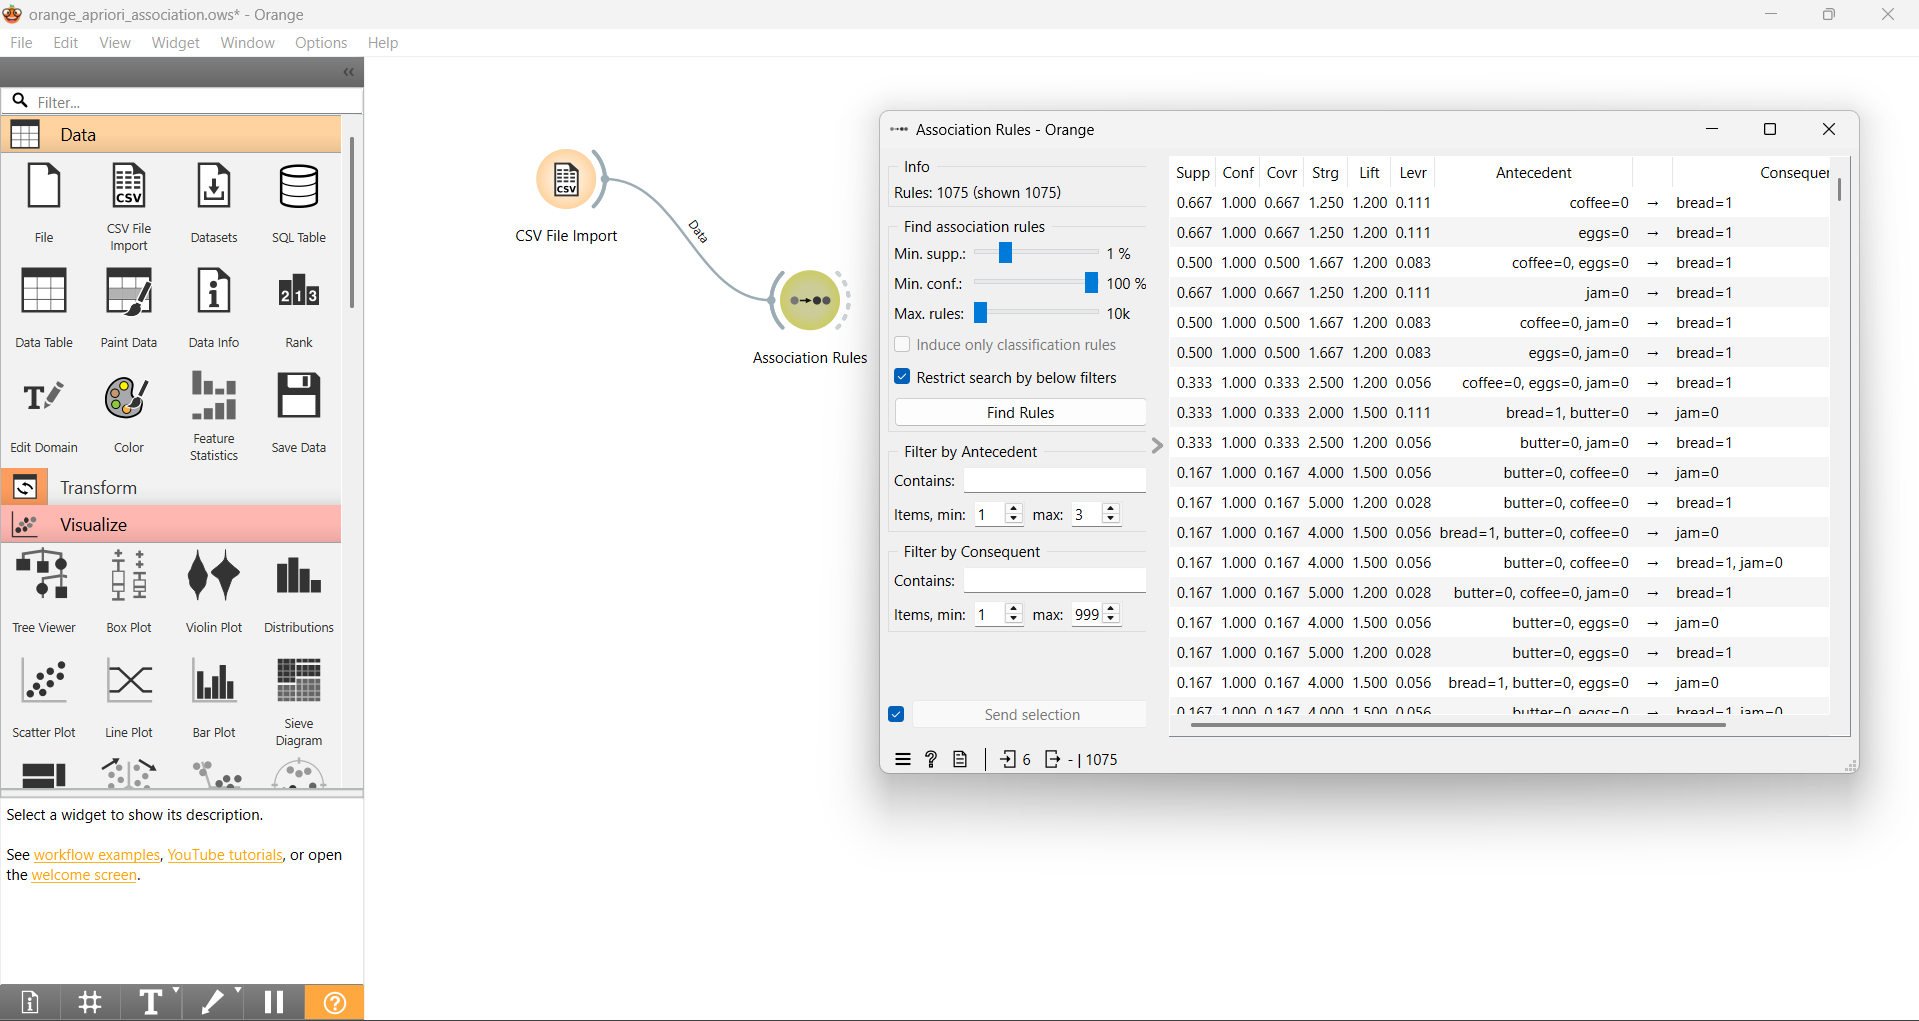 orange_apriori_association.ows* - Orange
File Edit View Widget Window Options Help
Filter...
Data
File
CSV File Import
Datasets
SQL Table
Data Table
Paint Data
Data Info
Rank
Edit Domain
Color
Feature Statistics
Save Data
Transform
Visualize
Tree Viewer
Box Plot
Violin Plot
Distributions
Scatter Plot
Line Plot
Bar Plot
Sieve Diagram
Select a widget to show its description.
See workflow examples, YouTube tutorials, or open
the welcome screen.
CSV File Import
Data
Association Rules
Association Rules - Orange
Info
Rules: 1075 (shown 1075)
Find association rules
Min. supp.: 1 %
Min. conf.: 100 %
Max. rules: 10k
Induce only classification rules
Restrict search by below filters
Find Rules
Filter by Antecedent
Contains:
Items, min: 1 max: 3
Filter by Consequent
Contains:
Items, min: 1 max: 999
Send selection
6 - | 1075
Supp Conf Covr Strg Lift Levr Antecedent Consequen
0.667 1.000 0.667 1.250 1.200 0.111 coffee=0 → bread=1
0.667 1.000 0.667 1.250 1.200 0.111 eggs=0 → bread=1
0.500 1.000 0.500 1.667 1.200 0.083 coffee=0, eggs=0 → bread=1
0.667 1.000 0.667 1.250 1.200 0.111 jam=0 → bread=1
0.500 1.000 0.500 1.667 1.200 0.083 coffee=0, jam=0 → bread=1
0.500 1.000 0.500 1.667 1.200 0.083 eggs=0, jam=0 → bread=1
0.333 1.000 0.333 2.500 1.200 0.056 coffee=0, eggs=0, jam=0 → bread=1
0.333 1.000 0.333 2.000 1.500 0.111 bread=1, butter=0 → jam=0
0.333 1.000 0.333 2.500 1.200 0.056 butter=0, jam=0 → bread=1
0.167 1.000 0.167 4.000 1.500 0.056 butter=0, coffee=0 → jam=0
0.167 1.000 0.167 5.000 1.200 0.028 butter=0, coffee=0 → bread=1
0.167 1.000 0.167 4.000 1.500 0.056 bread=1, butter=0, coffee=0 → jam=0
0.167 1.000 0.167 4.000 1.500 0.056 butter=0, coffee=0 → bread=1, jam=0
0.167 1.000 0.167 5.000 1.200 0.028 butter=0, coffee=0, jam=0 → bread=1
0.167 1.000 0.167 4.000 1.500 0.056 butter=0, eggs=0 → jam=0
0.167 1.000 0.167 5.000 1.200 0.028 butter=0, eggs=0 → bread=1
0.167 1.000 0.167 4.000 1.500 0.056 bread=1, butter=0, eggs=0 → jam=0
0.167 1.000 0.167 4.000 1.500 0.056 butter=0, eggs=0 → bread=1, jam=0